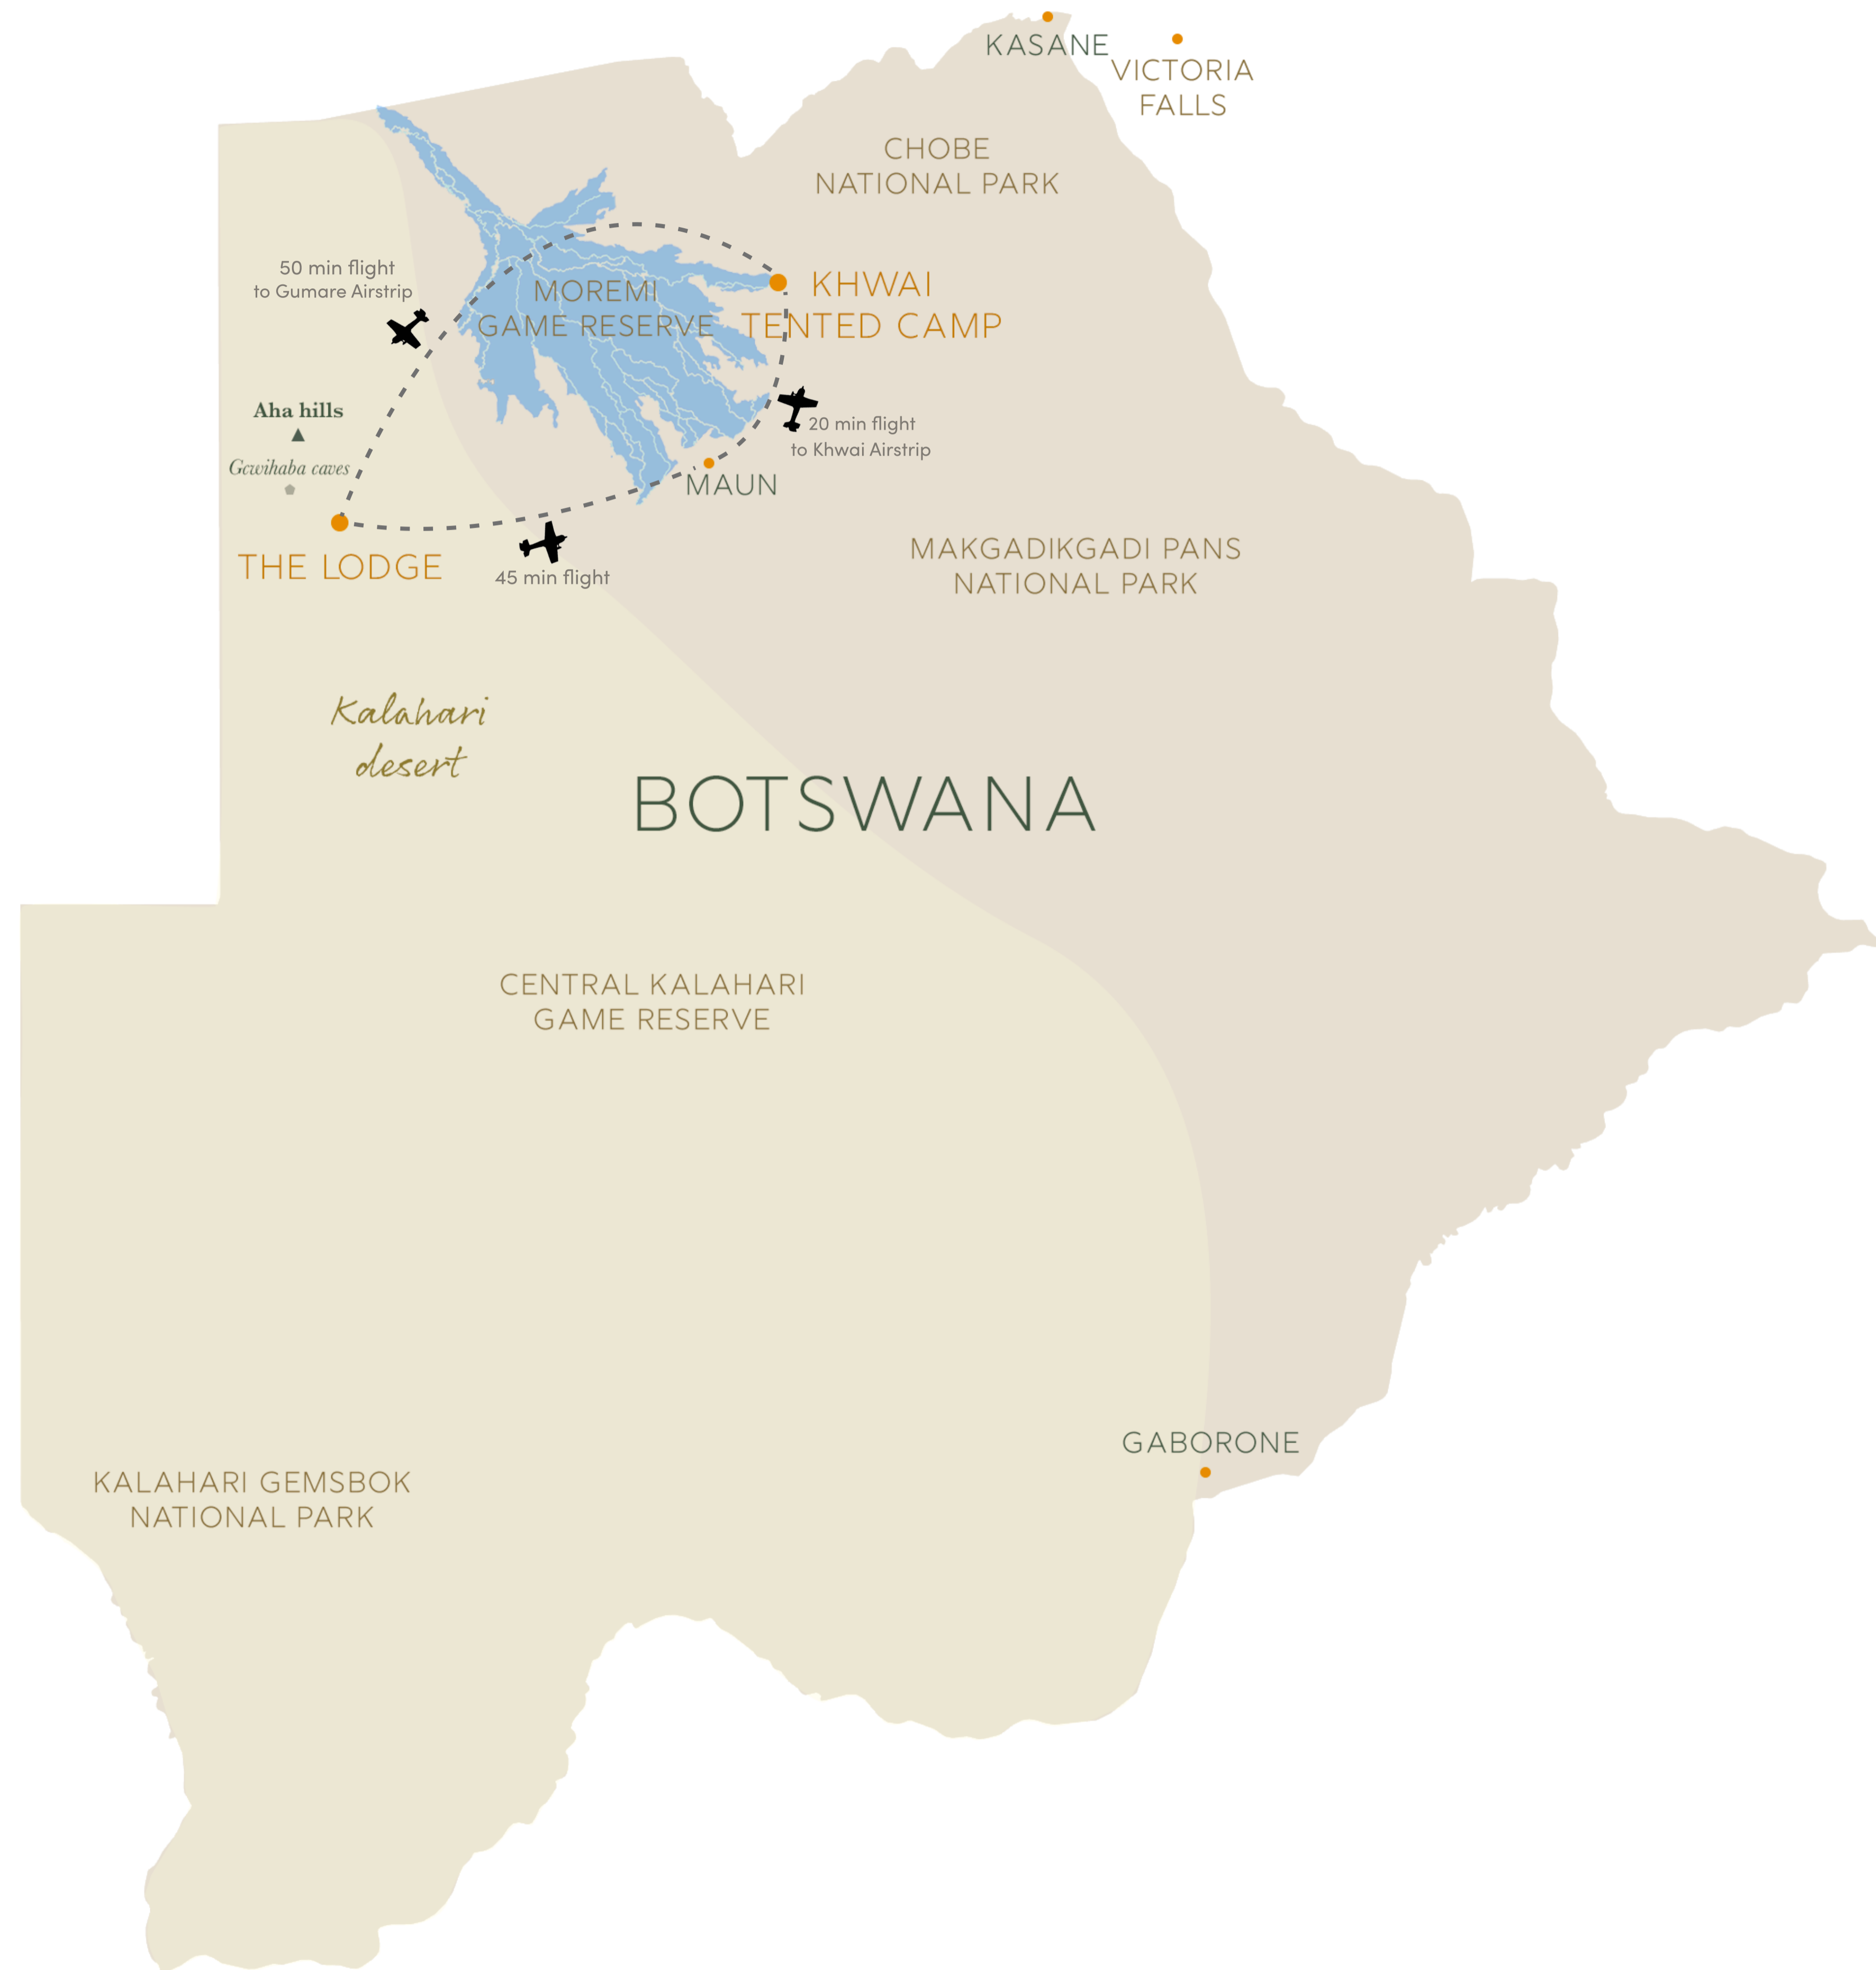 KASANE
VICTORIA
FALLS
CHOBE
NATIONAL PARK
50 min flight
to Gumare Airstrip
MOREMI
GAME RESERVE
KHWAI
TENTED CAMP
Aha hills
Gcwihaba caves
20 min flight
to Khwai Airstrip
MAUN
THE LODGE
45 min flight
MAKGADIKGADI PANS
NATIONAL PARK
Kalahari
desert
BOTSWANA
CENTRAL KALAHARI
GAME RESERVE
GABORONE
KALAHARI GEMSBOK
NATIONAL PARK